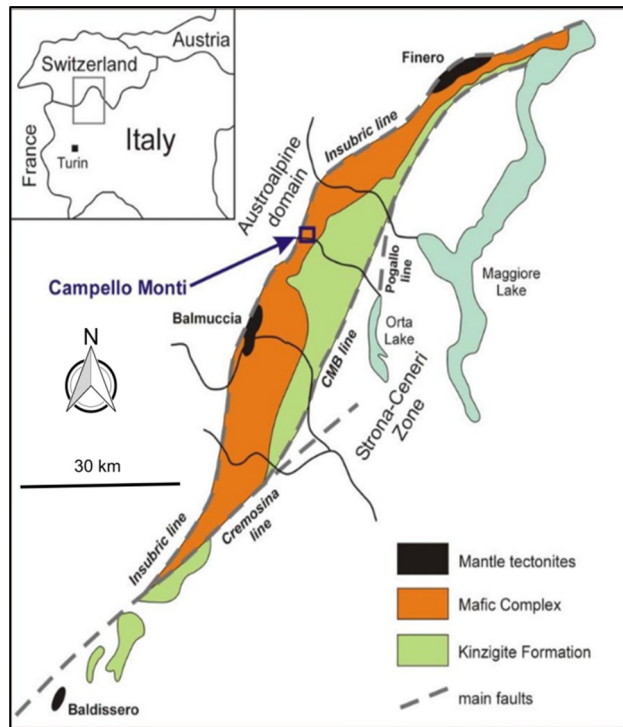 Austria
Switzerland
France
Italy
Turin
Finero
Insubric line
Austroalpine
domain
Campello Monti
Pogallo
line
Maggiore
Lake
Balmuccia
Orta
Lake
N
CMB line
Strona-Ceneri
Zone
30 km
Cremosina
line
Insubric line
Mantle tectonites
Mafic Complex
Kinzigite Formation
main faults
Baldissero